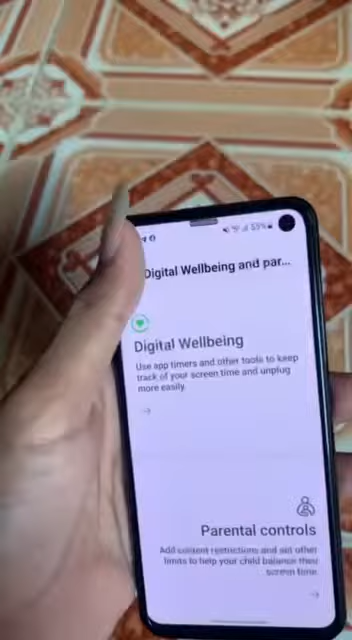 55%
Digital Wellbeing and par...
Digital Wellbeing
Use app timers and other tools to keep
track of your screen time and unplug
more easily.
Parental controls
Add content restrictions and set other
limits to help your child balance their
screen time.